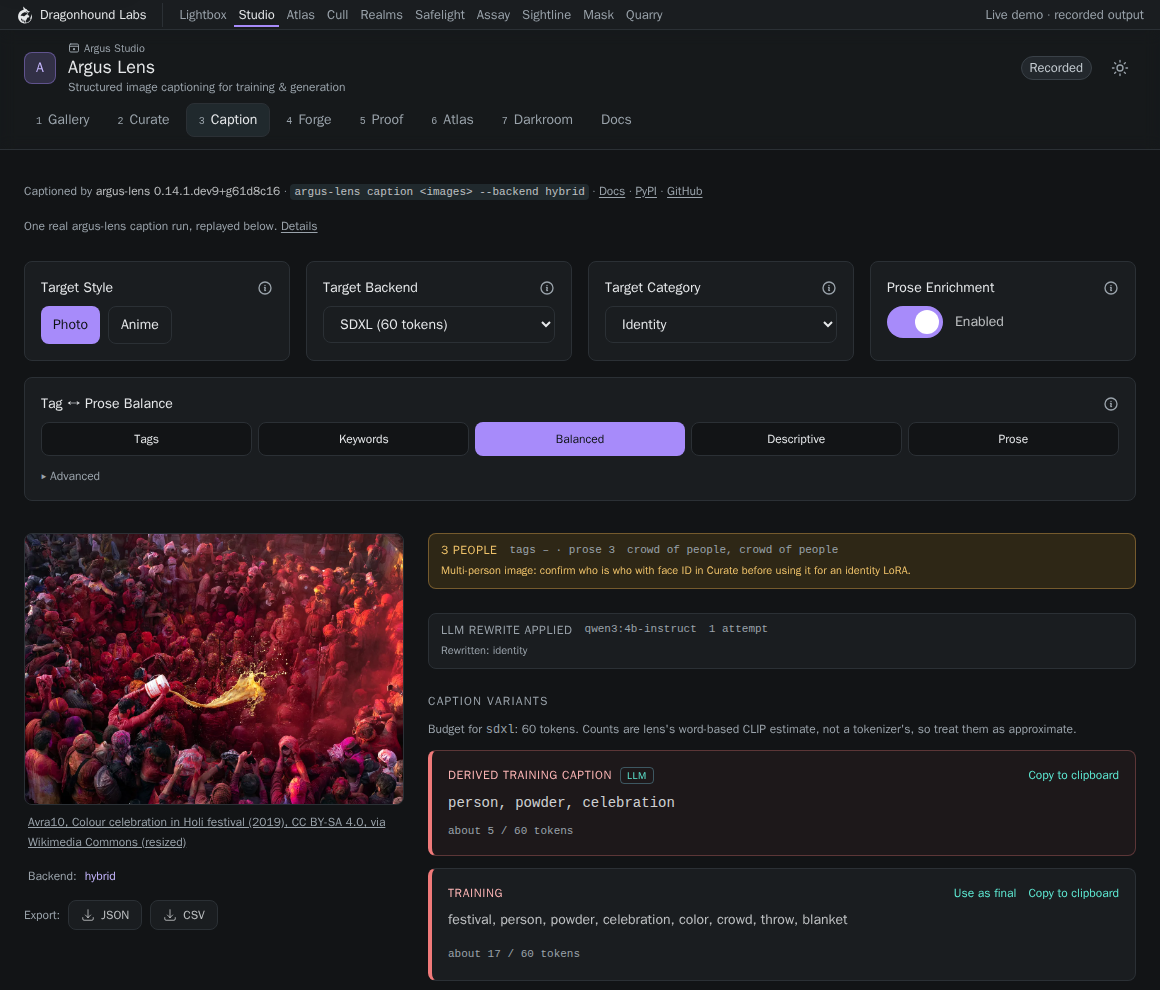 Dragonhound Labs Lightbox Studio Atlas Cull Realms Safelight Assay Sightline Mask Quarry Live demo · recorded output
Argus Studio
A Argus Lens Recorded
Structured image captioning for training & generation
1 Gallery 2 Curate 3 Caption 4 Forge 5 Proof 6 Atlas 7 Darkroom Docs
Captioned by argus-lens 0.14.1.dev9+g61d8c16 · argus-lens caption <images> --backend hybrid · Docs · PyPI · GitHub
One real argus-lens caption run, replayed below. Details
Target Style Target Backend Target Category Prose Enrichment
Photo Anime SDXL (60 tokens) Identity Enabled
Tag ↔ Prose Balance
Tags Keywords Balanced Descriptive Prose
▸ Advanced
3 PEOPLE tags – · prose 3 crowd of people, crowd of people
Multi-person image: confirm who is who with face ID in Curate before using it for an identity LoRA.
LLM REWRITE APPLIED qwen3:4b-instruct 1 attempt
Rewritten: identity
CAPTION VARIANTS
Budget for sdxl: 60 tokens. Counts are lens's word-based CLIP estimate, not a tokenizer's, so treat them as approximate.
DERIVED TRAINING CAPTION LLM Copy to clipboard
person, powder, celebration
about 5 / 60 tokens
Avra10, Colour celebration in Holi festival (2019), CC BY-SA 4.0, via
Wikimedia Commons (resized)
Backend: hybrid
Export: JSON CSV
TRAINING Use as final Copy to clipboard
festival, person, powder, celebration, color, crowd, throw, blanket
about 17 / 60 tokens